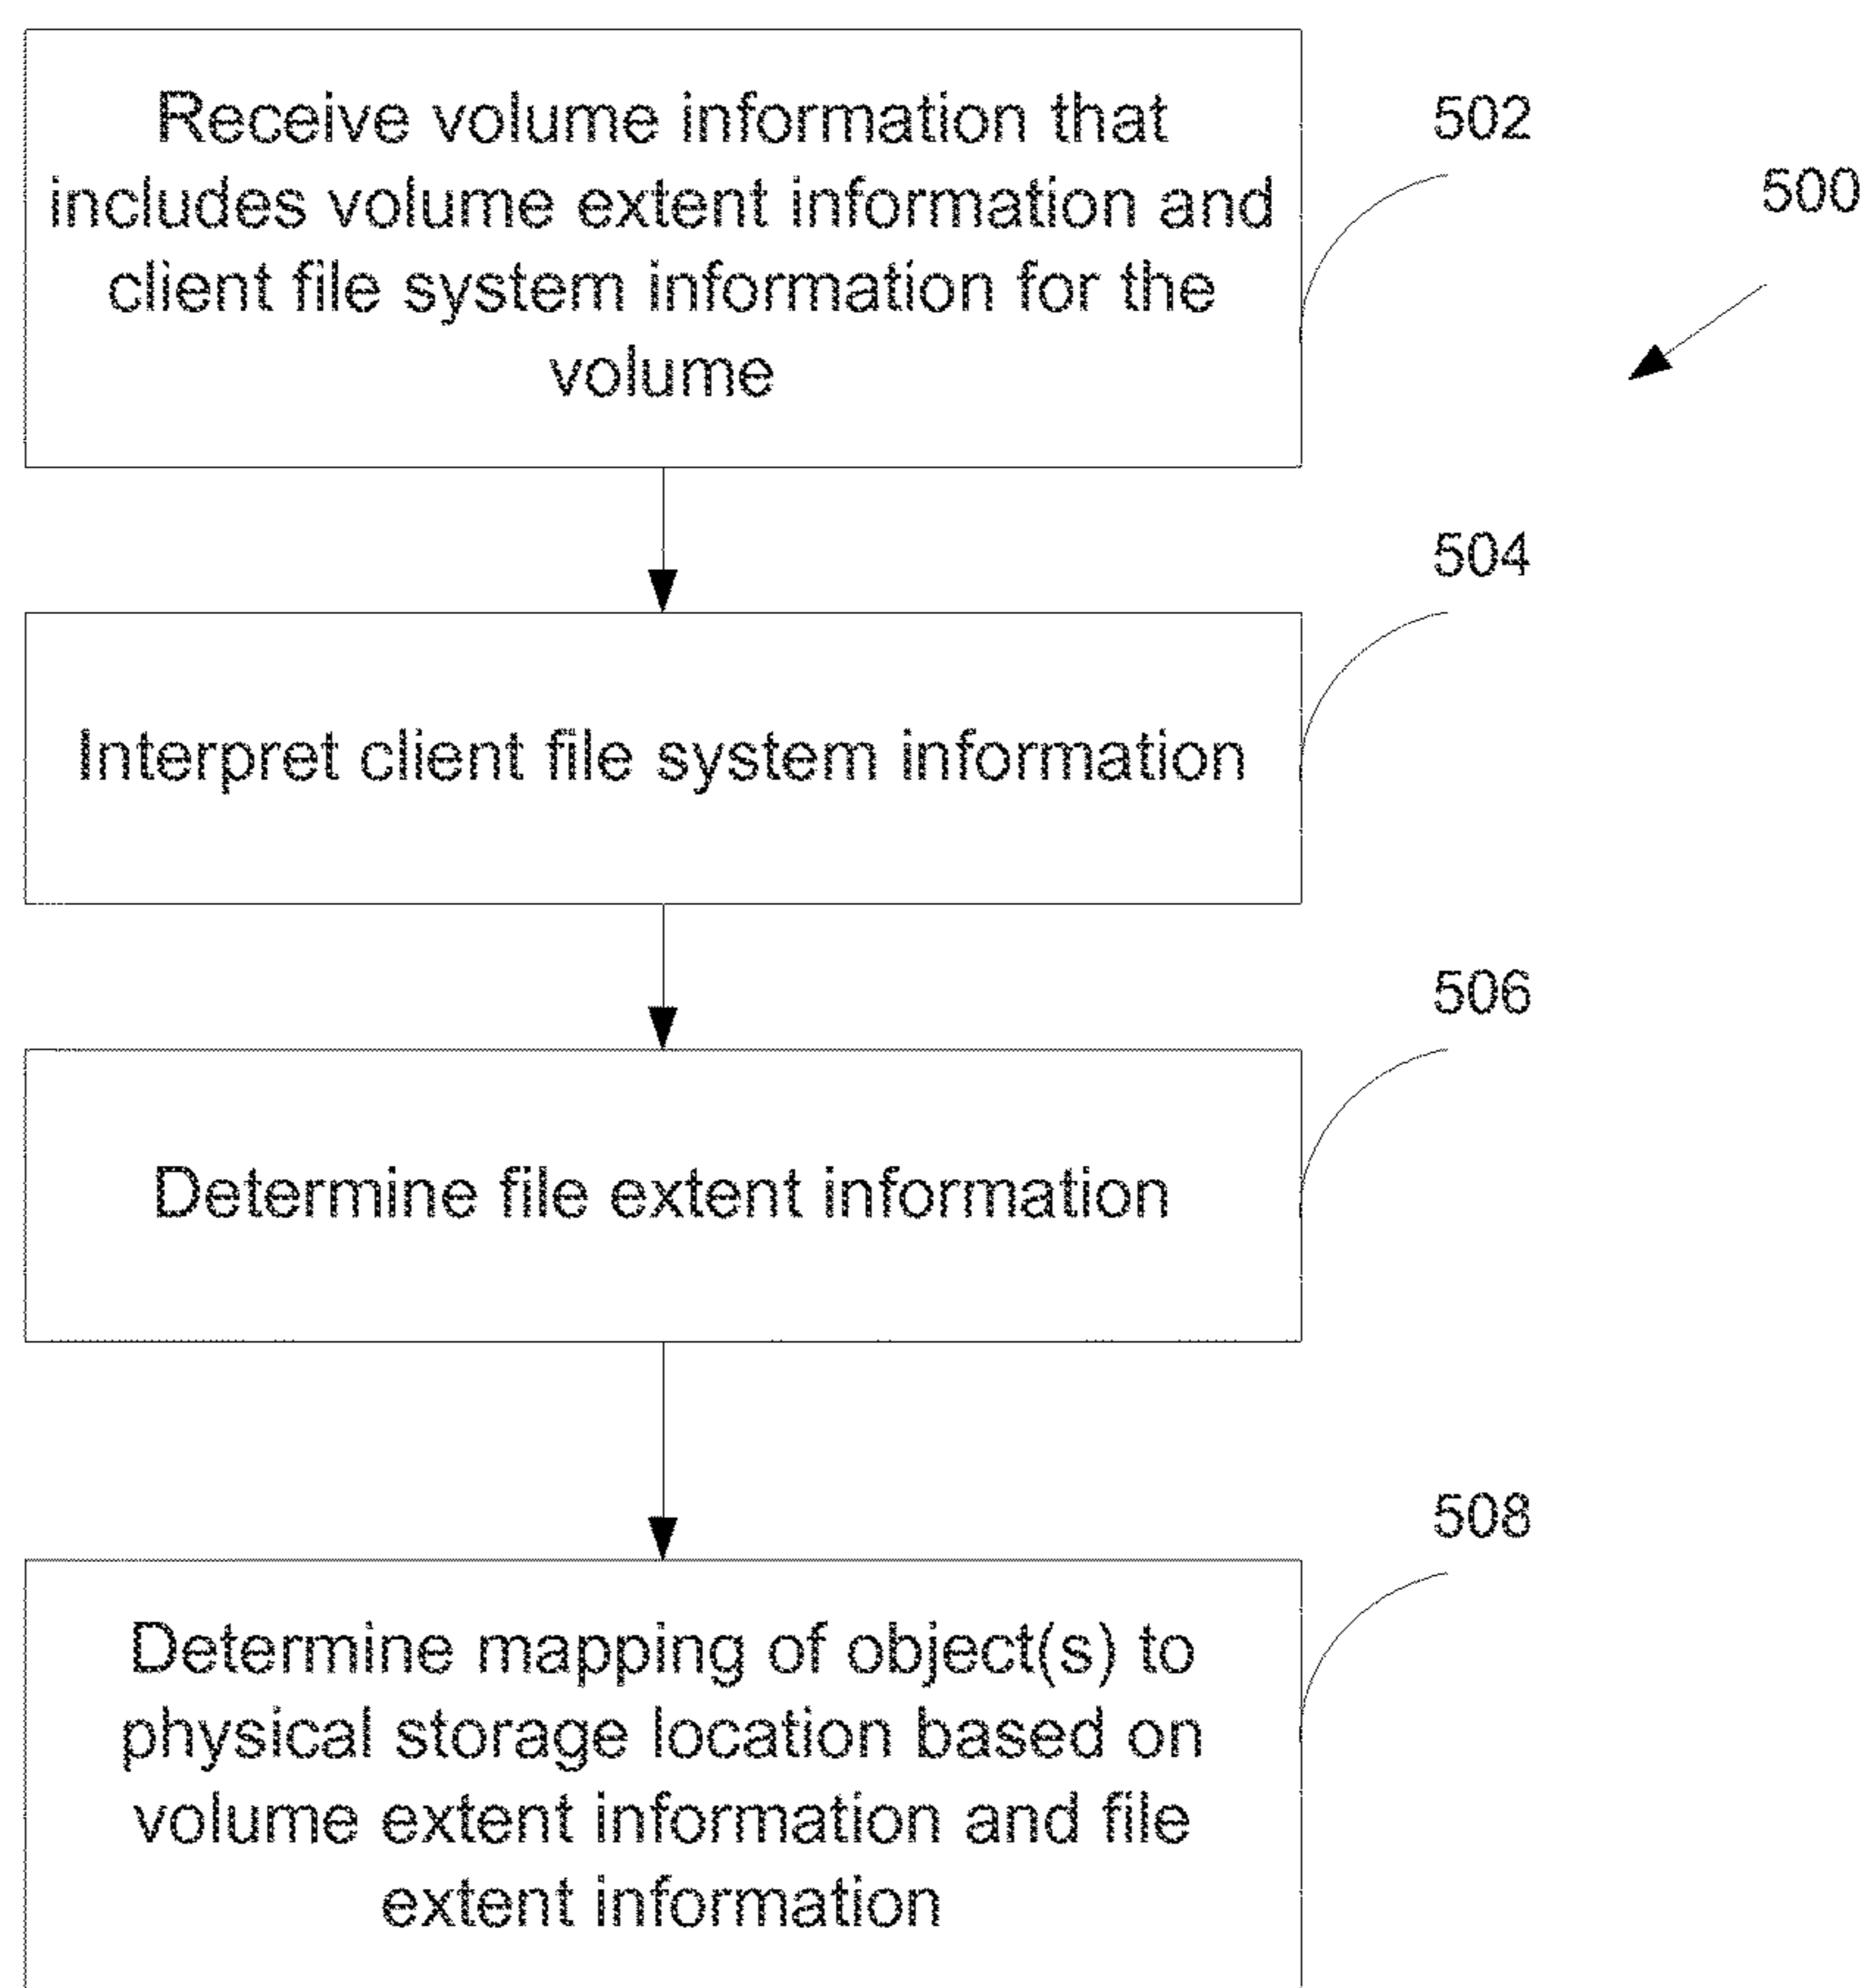 Receive volume information that
includes volume extent information and
client file system information for the
volume
502
500
504
Interpret client file system information
506
Determine file extent information
508
Determine mapping of object(s) to
physical storage location based on
volume extent information and file
extent information